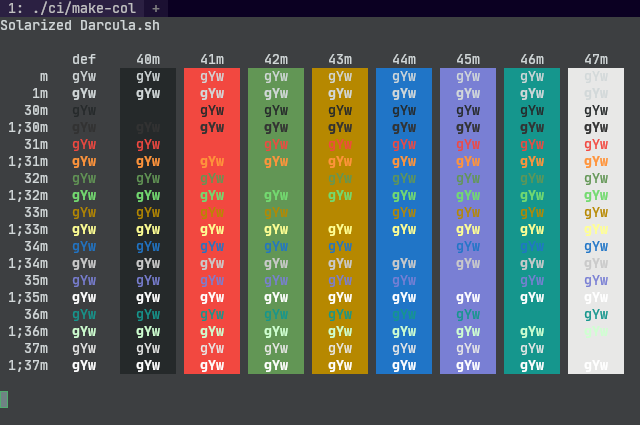 1: ./ci/make-col +
Solarized Darcula.sh
def 40m 41m 42m 43m 44m 45m 46m 47m
m gYw gYw gYw gYw gYw gYw gYw gYw gYw
1m gYw gYw gYw gYw gYw gYw gYw gYw gYw
30m gYw gYw gYw gYw gYw gYw gYw gYw
1;30m gYw gYw gYw gYw gYw gYw gYw gYw gYw
31m gYw gYw gYw gYw gYw gYw gYw gYw
1;31m gYw gYw gYw gYw gYw gYw gYw gYw gYw
32m gYw gYw gYw gYw gYw gYw gYw gYw
1;32m gYw gYw gYw gYw gYw gYw gYw gYw gYw
33m gYw gYw gYw gYw gYw gYw gYw gYw
1;33m gYw gYw gYw gYw gYw gYw gYw gYw gYw
34m gYw gYw gYw gYw gYw gYw gYw gYw
1;34m gYw gYw gYw gYw gYw gYw gYw gYw gYw
35m gYw gYw gYw gYw gYw gYw gYw gYw
1;35m gYw gYw gYw gYw gYw gYw gYw gYw gYw
36m gYw gYw gYw gYw gYw gYw gYw gYw
1;36m gYw gYw gYw gYw gYw gYw gYw gYw gYw
37m gYw gYw gYw gYw gYw gYw gYw gYw
1;37m gYw gYw gYw gYw gYw gYw gYw gYw gYw